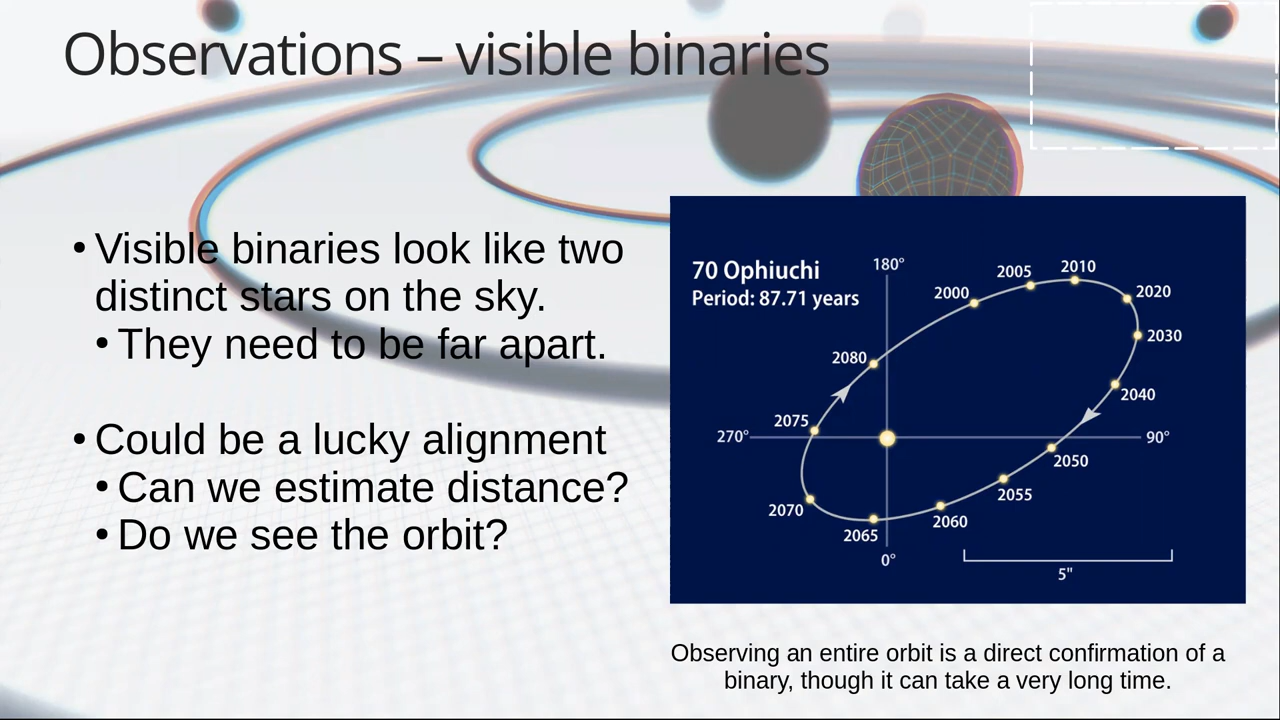 Observations – visible binaries
• Visible binaries look like two
distinct stars on the sky.
• They need to be far apart.
• Could be a lucky alignment
• Can we estimate distance?
• Do we see the orbit?
70 Ophiuchi
Period: 87.71 years
180°
2000
2005
2010
2020
2030
2040
2050
2055
2060
2065
2070
2075
2080
270°
90°
0°
5"
Observing an entire orbit is a direct confirmation of a
binary, though it can take a very long time.